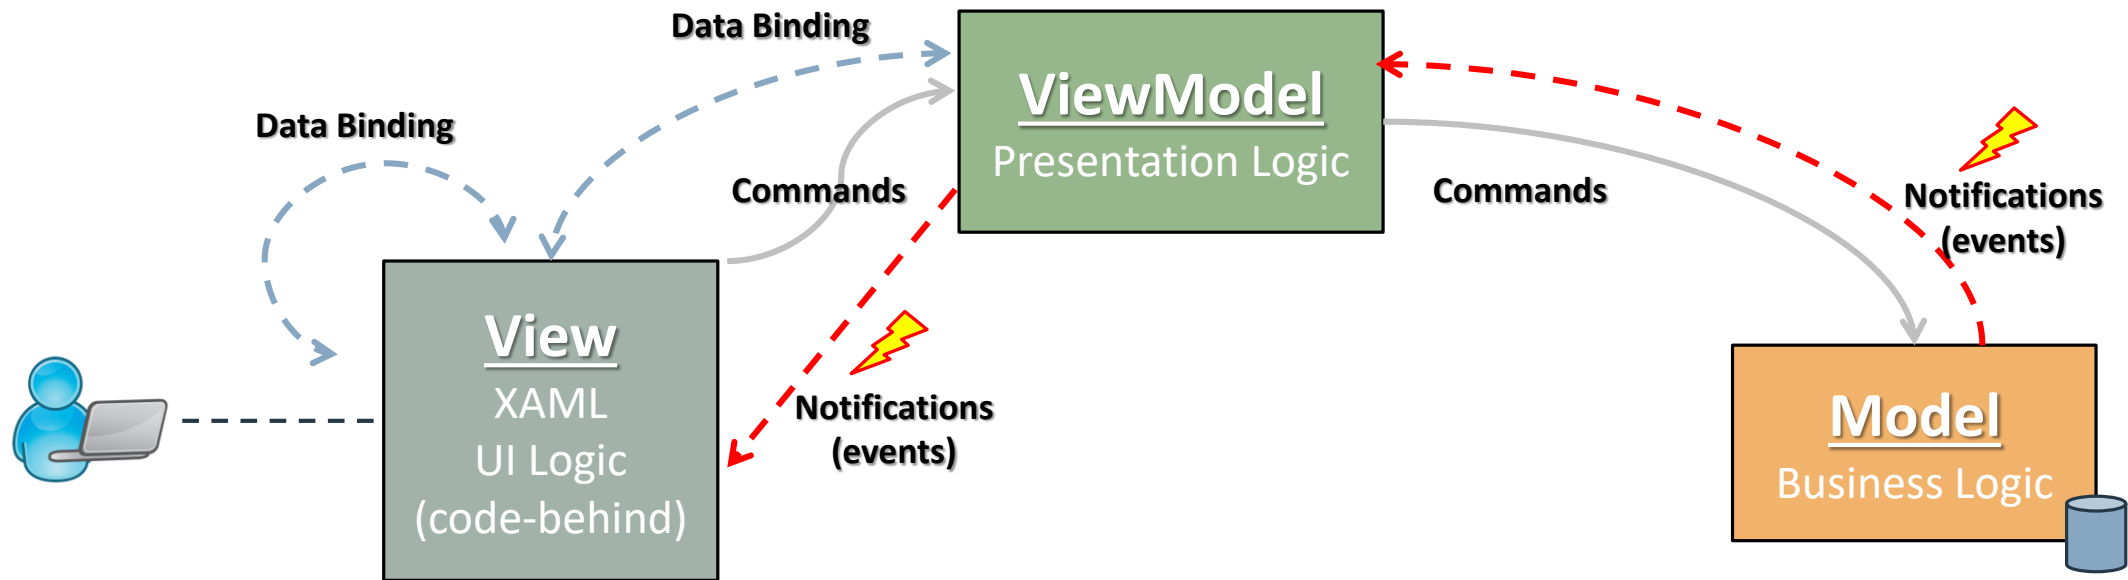 Data Binding
Data Binding
Commands
ViewModel
Presentation Logic
Commands
Notifications
(events)
View
XAML
UI Logic
(code-behind)
Notifications
(events)
Model
Business Logic